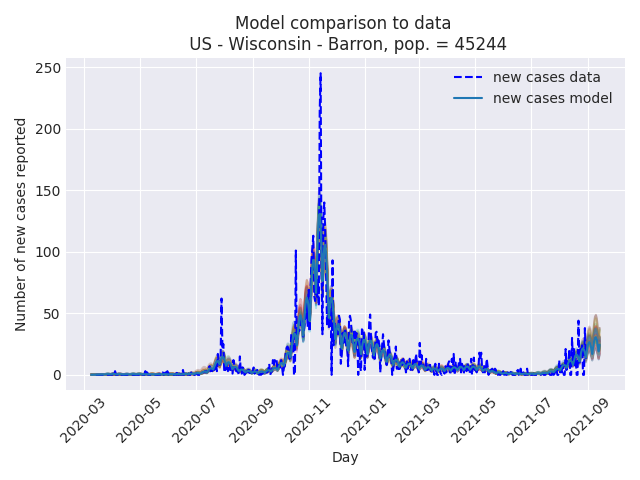 Model comparison to data
US - Wisconsin - Barron, pop. = 45244
new cases data
new cases model
Number of new cases reported
250
200
150
100
50
0
2020-03
2020-05
2020-07
2020-09
2020-11
2021-01
2021-03
2021-05
2021-07
2021-09
Day